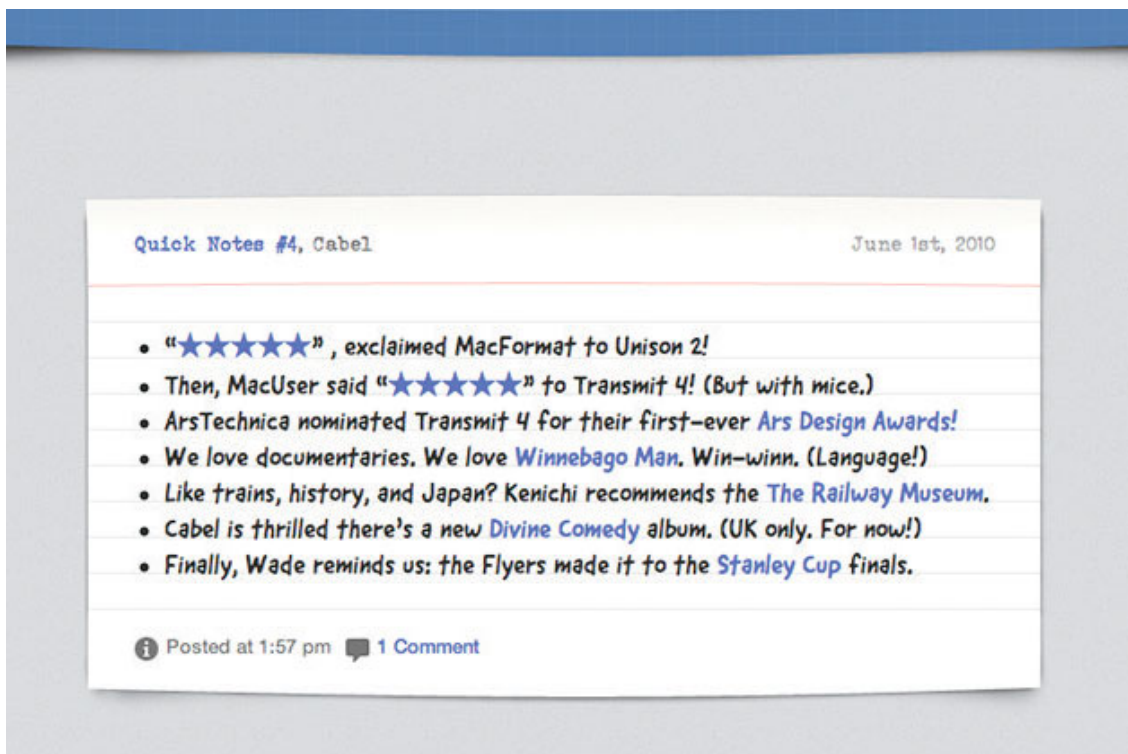 Quick Notes #4, Cabel June 1st, 2010
• “★★★★★” , exclaimed MacFormat to Unison 2!
• Then, MacUser said “★★★★★” to Transmit 4! (But with mice.)
• ArsTechnica nominated Transmit 4 for their first-ever Ars Design Awards!
• We love documentaries. We love Winnebago Man. Win-winn. (Language!)
• Like trains, history, and Japan? Kenichi recommends the The Railway Museum.
• Cabel is thrilled there's a new Divine Comedy album. (UK only. For now!)
• Finally, Wade reminds us: the Flyers made it to the Stanley Cup finals.
Posted at 1:57 pm 1 Comment